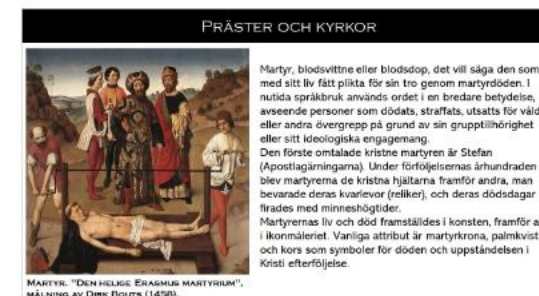 PRÄSTER OCH KYRKOR
Martyr, blodsvittne eller blodsdop, det vill säga den som
med sitt liv fått plikta för sin tro genom martyrdöden. I
nutida språkbruk används ordet i en bredare betydelse,
avseende personer som dödats, straffats, utsatts för våld
eller andra övergrepp på grund av sin grupptillhörighet
eller sitt ideologiska engagemang.
Den förste omtalade kristne martyren är Stefan
(Apostlagärningarna). Under förföljelsernas århundraden
blev martyrerna de kristna hjältarna framför andra, man
bevarade deras kvarlevor (reliker), och deras dödsdagar
firades med minneshögtider.
Martyrernas liv och död framställdes i konsten, framför a
i ikonmåleriet. Vanliga attribut är martyrkrona, palmkvist
och kors som symboler för döden och uppståndelsen i
Kristi efterföljelse.
MARTYR. "DEN HELIGE ERASMUS MARTYRIUM",
MÅLNING AV DIRK BOUTS (1458).